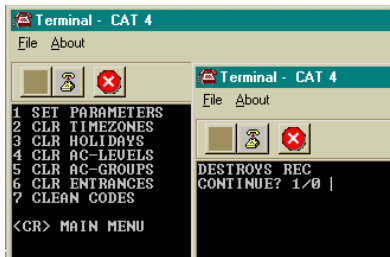 Terminal - CAT 4
File About
1 SET PARAMETERS
2 CLR TIMEZONES
3 CLR HOLIDAYS
4 CLR AC-LEVELS
5 CLR AC-GROUPS
6 CLR ENTRANCES
7 CLEAN CODES
<CR> MAIN MENU
Terminal - CAT 4
File About
DESTROYS REC
CONTINUE? 1/0